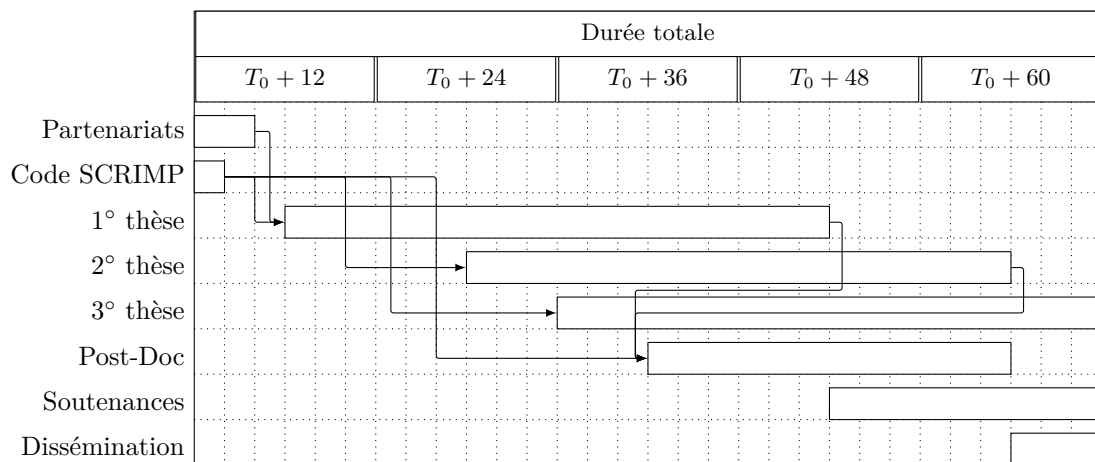 Durée totale
T₀ + 12 T₀ + 24 T₀ + 36 T₀ + 48 T₀ + 60
Partenariats
Code SCRIMP
1° thèse
2° thèse
3° thèse
Post-Doc
Soutenances
Dissémination